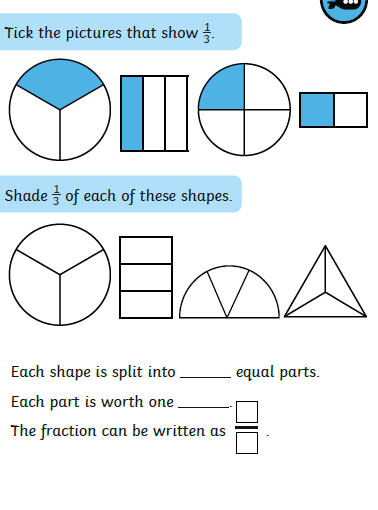 Tick the pictures that show 1/3.
Shade 1/3 of each of these shapes.
Each shape is split into ______ equal parts.
Each part is worth one ______.
The fraction can be written as .